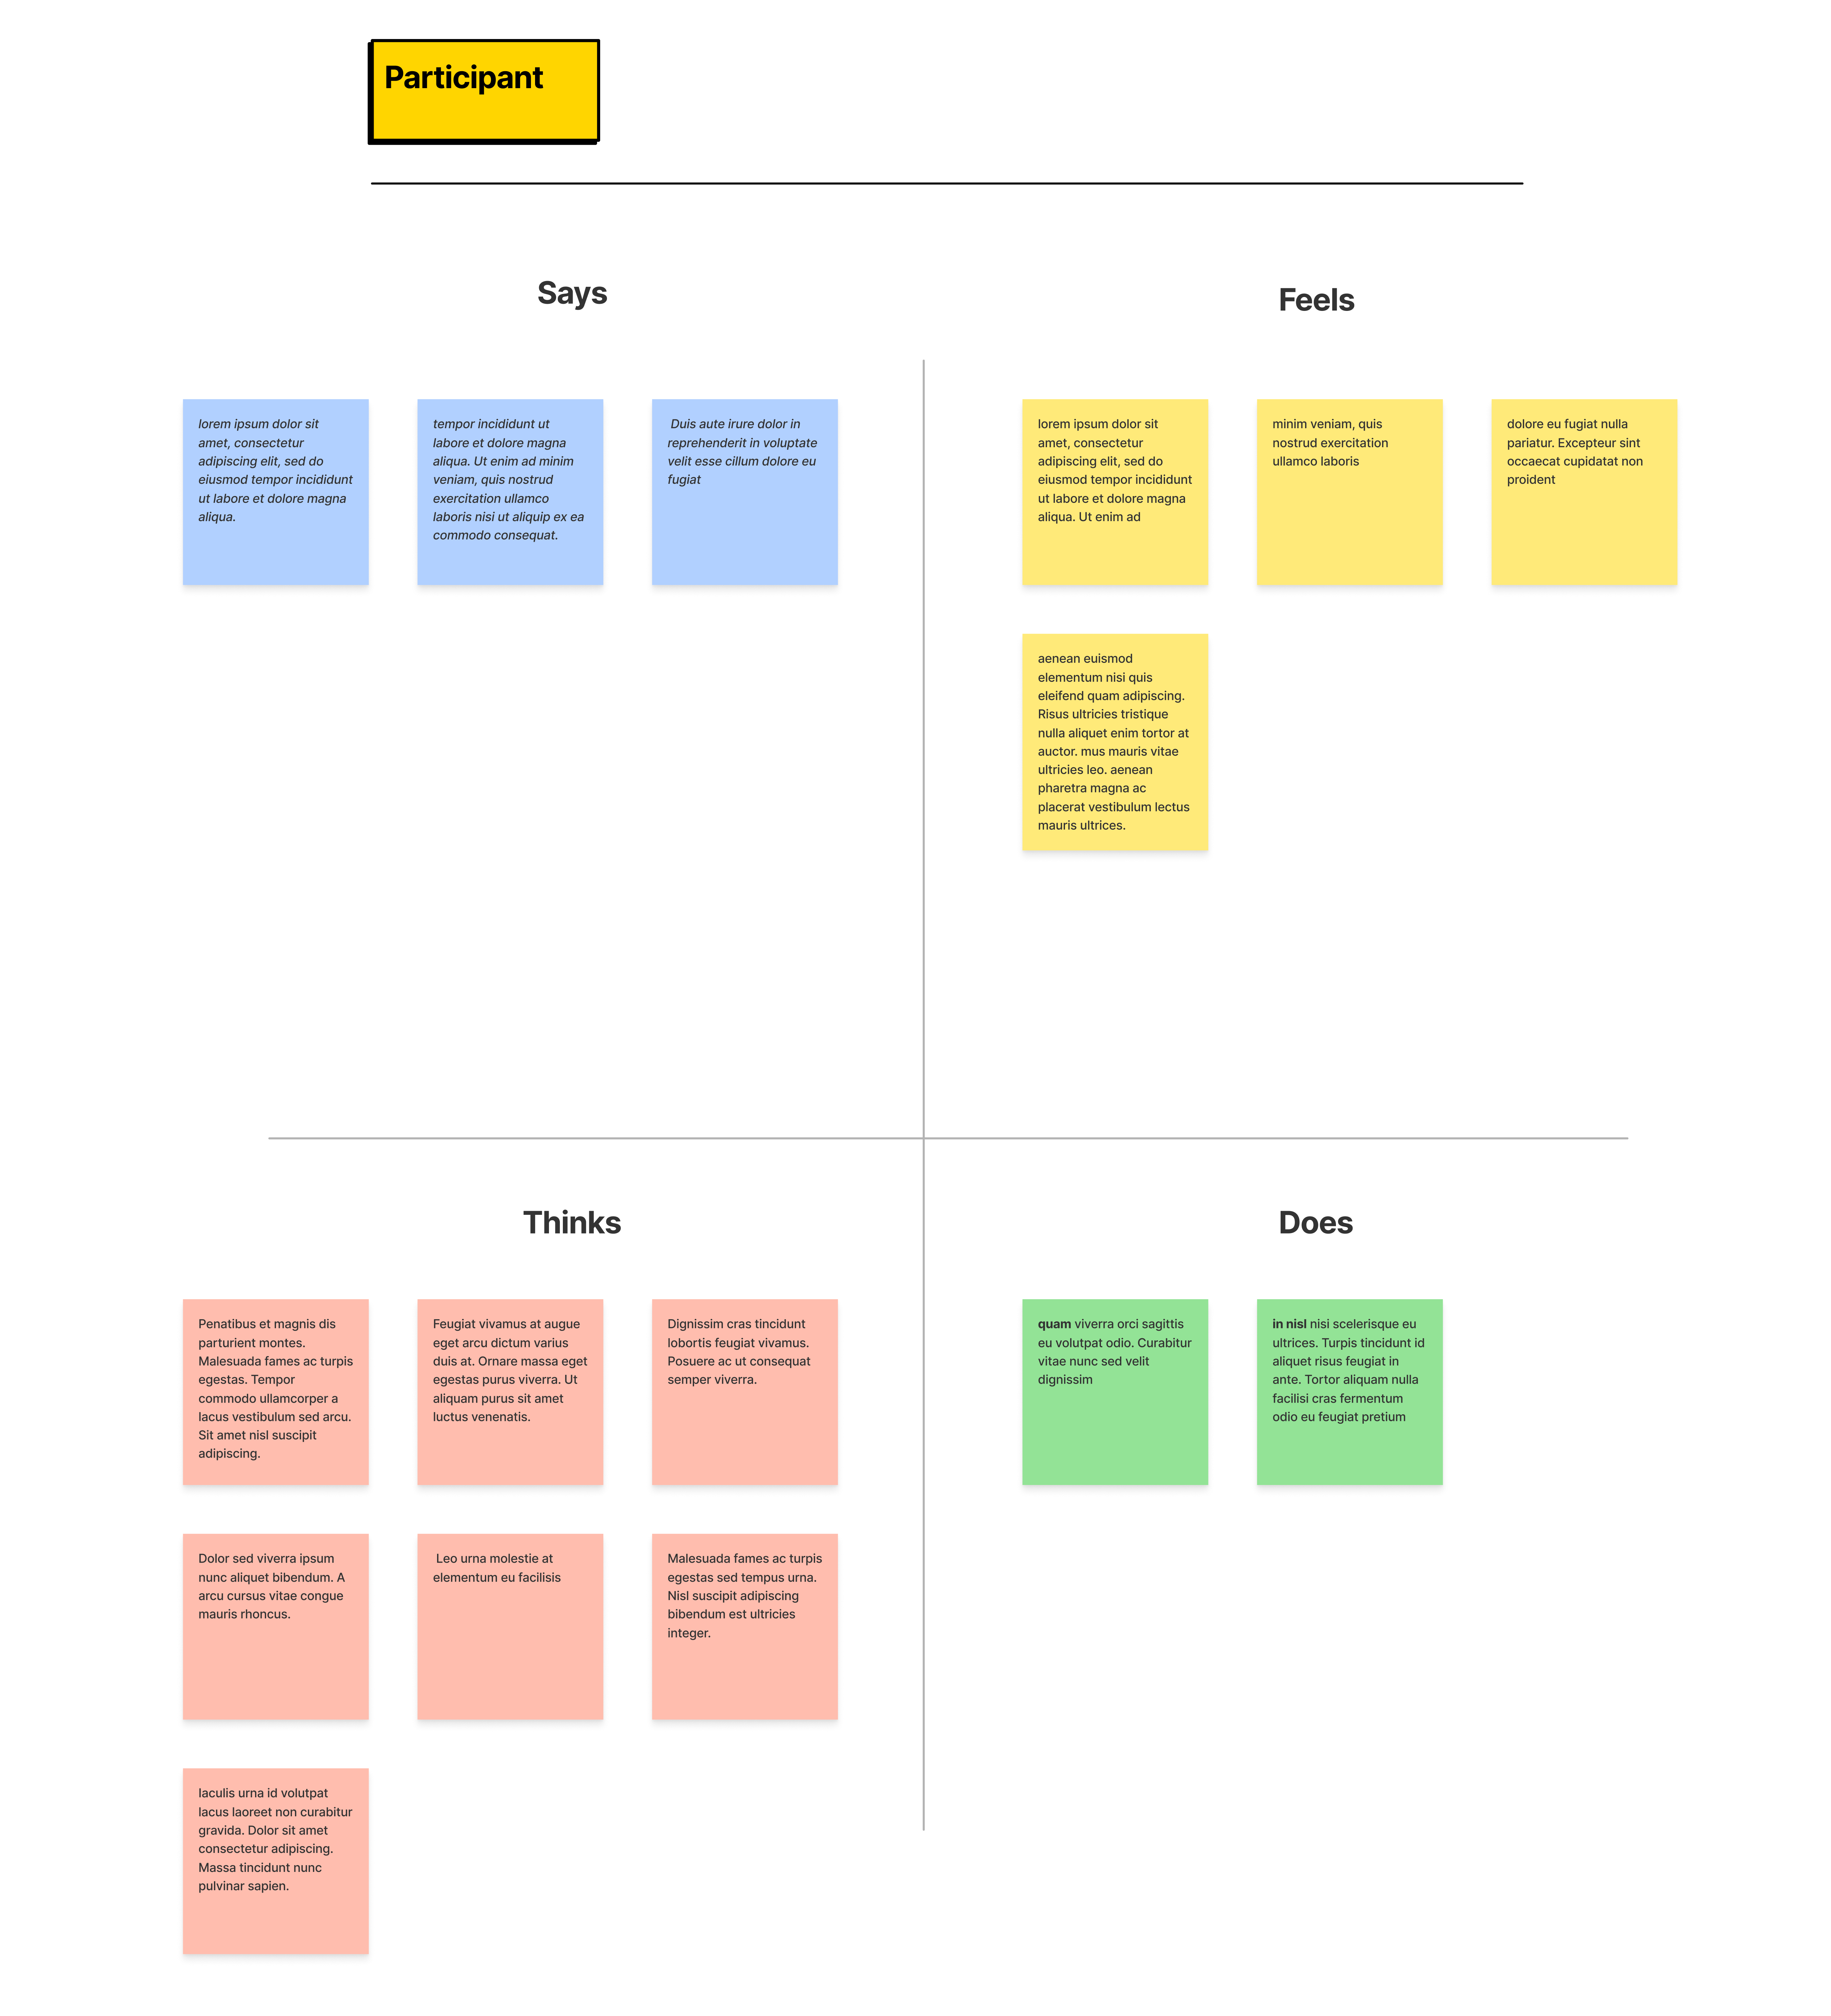 Participant
Says
Feels
lorem ipsum dolor sit
amet, consectetur
adipiscing elit, sed do
eiusmod tempor incididunt
ut labore et dolore magna
aliqua.
tempor incididunt ut
labore et dolore magna
aliqua. Ut enim ad minim
veniam, quis nostrud
exercitation ullamco
laboris nisi ut aliquip ex ea
commodo consequat.
Duis aute irure dolor in
reprehenderit in voluptate
velit esse cillum dolore eu
fugiat
lorem ipsum dolor sit
amet, consectetur
adipiscing elit, sed do
eiusmod tempor incididunt
ut labore et dolore magna
aliqua. Ut enim ad
minim veniam, quis
nostrud exercitation
ullamco laboris
dolore eu fugiat nulla
pariatur. Excepteur sint
occaecat cupidatat non
proident
aenean euismod
elementum nisi quis
eleifend quam adipiscing.
Risus ultricies tristique
nulla aliquet enim tortor at
auctor. mus mauris vitae
ultricies leo. aenean
pharetra magna ac
placerat vestibulum lectus
mauris ultrices.
Thinks
Does
Penatibus et magnis dis
parturient montes.
Malesuada fames ac turpis
egestas. Tempor
commodo ullamcorper a
lacus vestibulum sed arcu.
Sit amet nisl suscipit
adipiscing.
Feugiat vivamus at augue
eget arcu dictum varius
duis at. Ornare massa eget
egestas purus viverra. Ut
aliquam purus sit amet
luctus venenatis.
Dignissim cras tincidunt
lobortis feugiat vivamus.
Posuere ac ut consequat
semper viverra.
quam viverra orci sagittis
eu volutpat odio. Curabitur
vitae nunc sed velit
dignissim
in nisl nisi scelerisque eu
ultrices. Turpis tincidunt id
aliquet risus feugiat in
ante. Tortor aliquam nulla
facilisi cras fermentum
odio eu feugiat pretium
Dolor sed viverra ipsum
nunc aliquet bibendum. A
arcu cursus vitae congue
mauris rhoncus.
Leo urna molestie at
elementum eu facilisis
Malesuada fames ac turpis
egestas sed tempus urna.
Nisl suscipit adipiscing
bibendum est ultricies
integer.
Iaculis urna id volutpat
lacus laoreet non curabitur
gravida. Dolor sit amet
consectetur adipiscing.
Massa tincidunt nunc
pulvinar sapien.